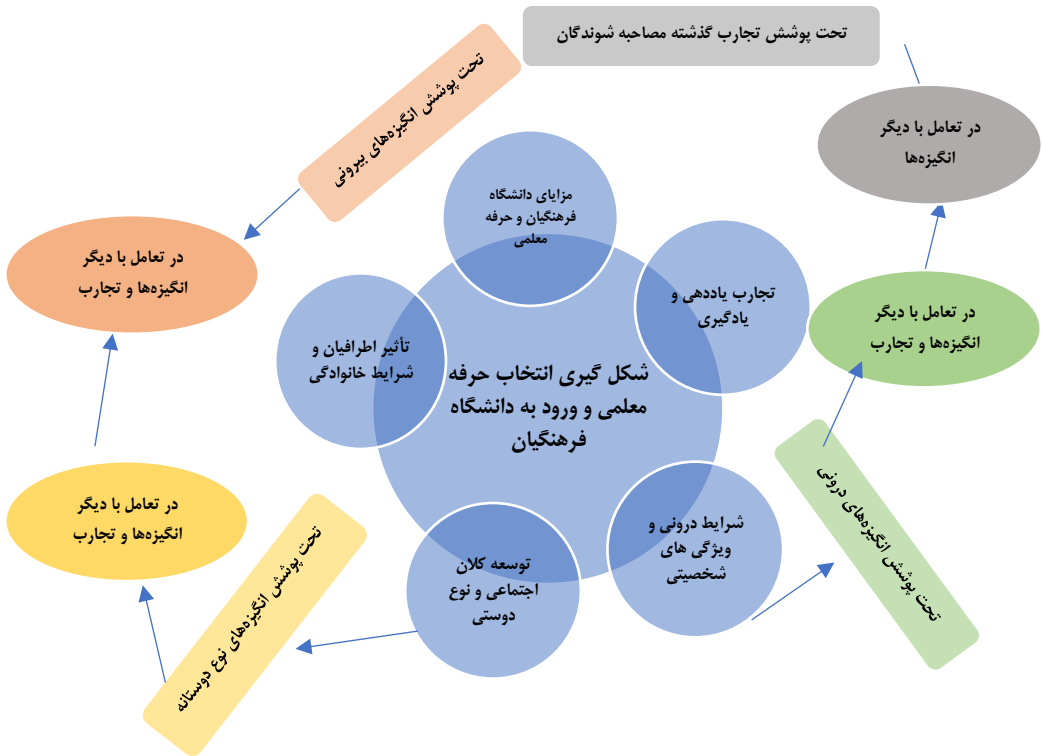 تحت پوشش تجارب گذشته مصاحبه شوندگان
تحت پوشش انگیزه‌های بیرونی
در تعامل با دیگر
انگیزه‌ها
مزایای دانشگاه
فرهنگیان و حرفه
معلمی
در تعامل با دیگر
انگیزه‌ها و تجارب
تجارب یاددهی و
یادگیری
در تعامل با دیگر
انگیزه‌ها و تجارب
تأثیر اطرافیان و
شرایط خانوادگی
شکل گیری انتخاب حرفه
معلمی و ورود به دانشگاه
فرهنگیان
تحت پوشش انگیزه‌های درونی
در تعامل با دیگر
انگیزه‌ها و تجارب
شرایط درونی و
ویژگی های
شخصیتی
توسعه کلان
اجتماعی و نوع
دوستی
تحت پوشش انگیزه‌های نوع دوستانه